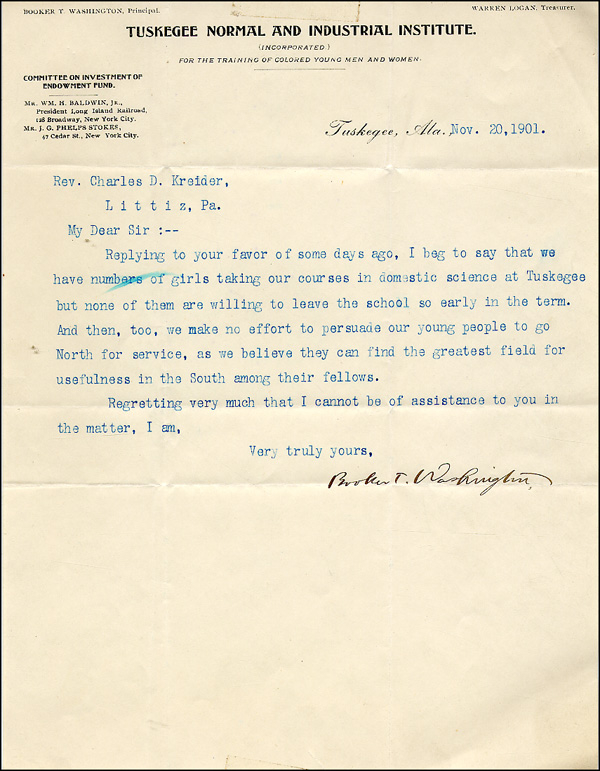 BOOKER T. WASHINGTON, Principal.
WARREN LOGAN, Treasurer.
TUSKEGEE NORMAL AND INDUSTRIAL INSTITUTE.
(INCORPORATED)
FOR THE TRAINING OF COLORED YOUNG MEN AND WOMEN.
COMMITTEE ON INVESTMENT OF
ENDOWMENT FUND.
MR. WM. H. BALDWIN, JR.,
President Long Island Railroad,
128 Broadway, New York City.
MR. J. G. PHELPS STOKES,
47 Cedar St., New York City.
Tuskegee, Ala. Nov. 20, 1901.
Rev. Charles D. Kreider,
L i t t i z, Pa.
My Dear Sir :--
Replying to your favor of some days ago, I beg to say that we
have numbers of girls taking our courses in domestic science at Tuskegee
but none of them are willing to leave the school so early in the term.
And then, too, we make no effort to persuade our young people to go
North for service, as we believe they can find the greatest field for
usefulness in the South among their fellows.
Regretting very much that I cannot be of assistance to you in
the matter, I am,
Very truly yours,
Booker T. Washington